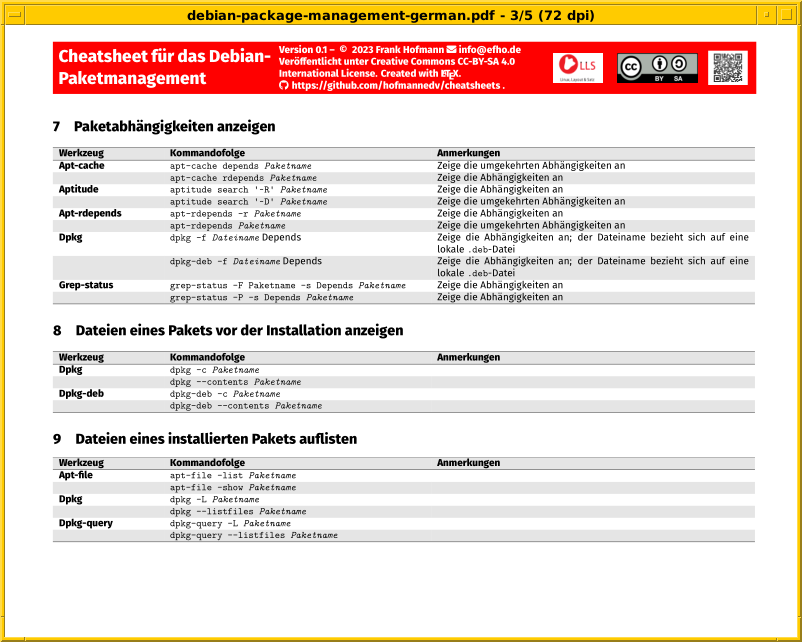 debian-package-management-german.pdf - 3/5 (72 dpi)
Cheatsheet für das Debian-
Paketmanagement
Version 0.1 – © 2023 Frank Hofmann info@efho.de
Veröffentlicht unter Creative Commons CC-BY-SA 4.0
International License. Created with LATEX.
https://github.com/hofmannedv/cheatsheets .
LLS
Linux, Layout & Satz
CC BY SA
7 Paketabhängigkeiten anzeigen
Werkzeug Kommandofolge Anmerkungen
Apt-cache apt-cache depends Paketname Zeige die umgekehrten Abhängigkeiten an
apt-cache rdepends Paketname Zeige die Abhängigkeiten an
Aptitude aptitude search '-R' Paketname Zeige die Abhängigkeiten an
aptitude search '-D' Paketname Zeige die umgekehrten Abhängigkeiten an
Apt-rdepends apt-rdepends -r Paketname Zeige die Abhängigkeiten an
apt-rdepends Paketname Zeige die umgekehrten Abhängigkeiten an
Dpkg dpkg -f Dateiname Depends Zeige die Abhängigkeiten an; der Dateiname bezieht sich auf eine
lokale .deb-Datei
dpkg-deb -f Dateiname Depends Zeige die Abhängigkeiten an; der Dateiname bezieht sich auf eine
lokale .deb-Datei
Grep-status grep-status -F Paketname -s Depends Paketname Zeige die Abhängigkeiten an
grep-status -P -s Depends Paketname Zeige die Abhängigkeiten an
8 Dateien eines Pakets vor der Installation anzeigen
Werkzeug Kommandofolge Anmerkungen
Dpkg dpkg -c Paketname
dpkg --contents Paketname
Dpkg-deb dpkg-deb -c Paketname
dpkg-deb --contents Paketname
9 Dateien eines installierten Pakets auflisten
Werkzeug Kommandofolge Anmerkungen
Apt-file apt-file -list Paketname
apt-file -show Paketname
Dpkg dpkg -L Paketname
dpkg --listfiles Paketname
Dpkg-query dpkg-query -L Paketname
dpkg-query --listfiles Paketname